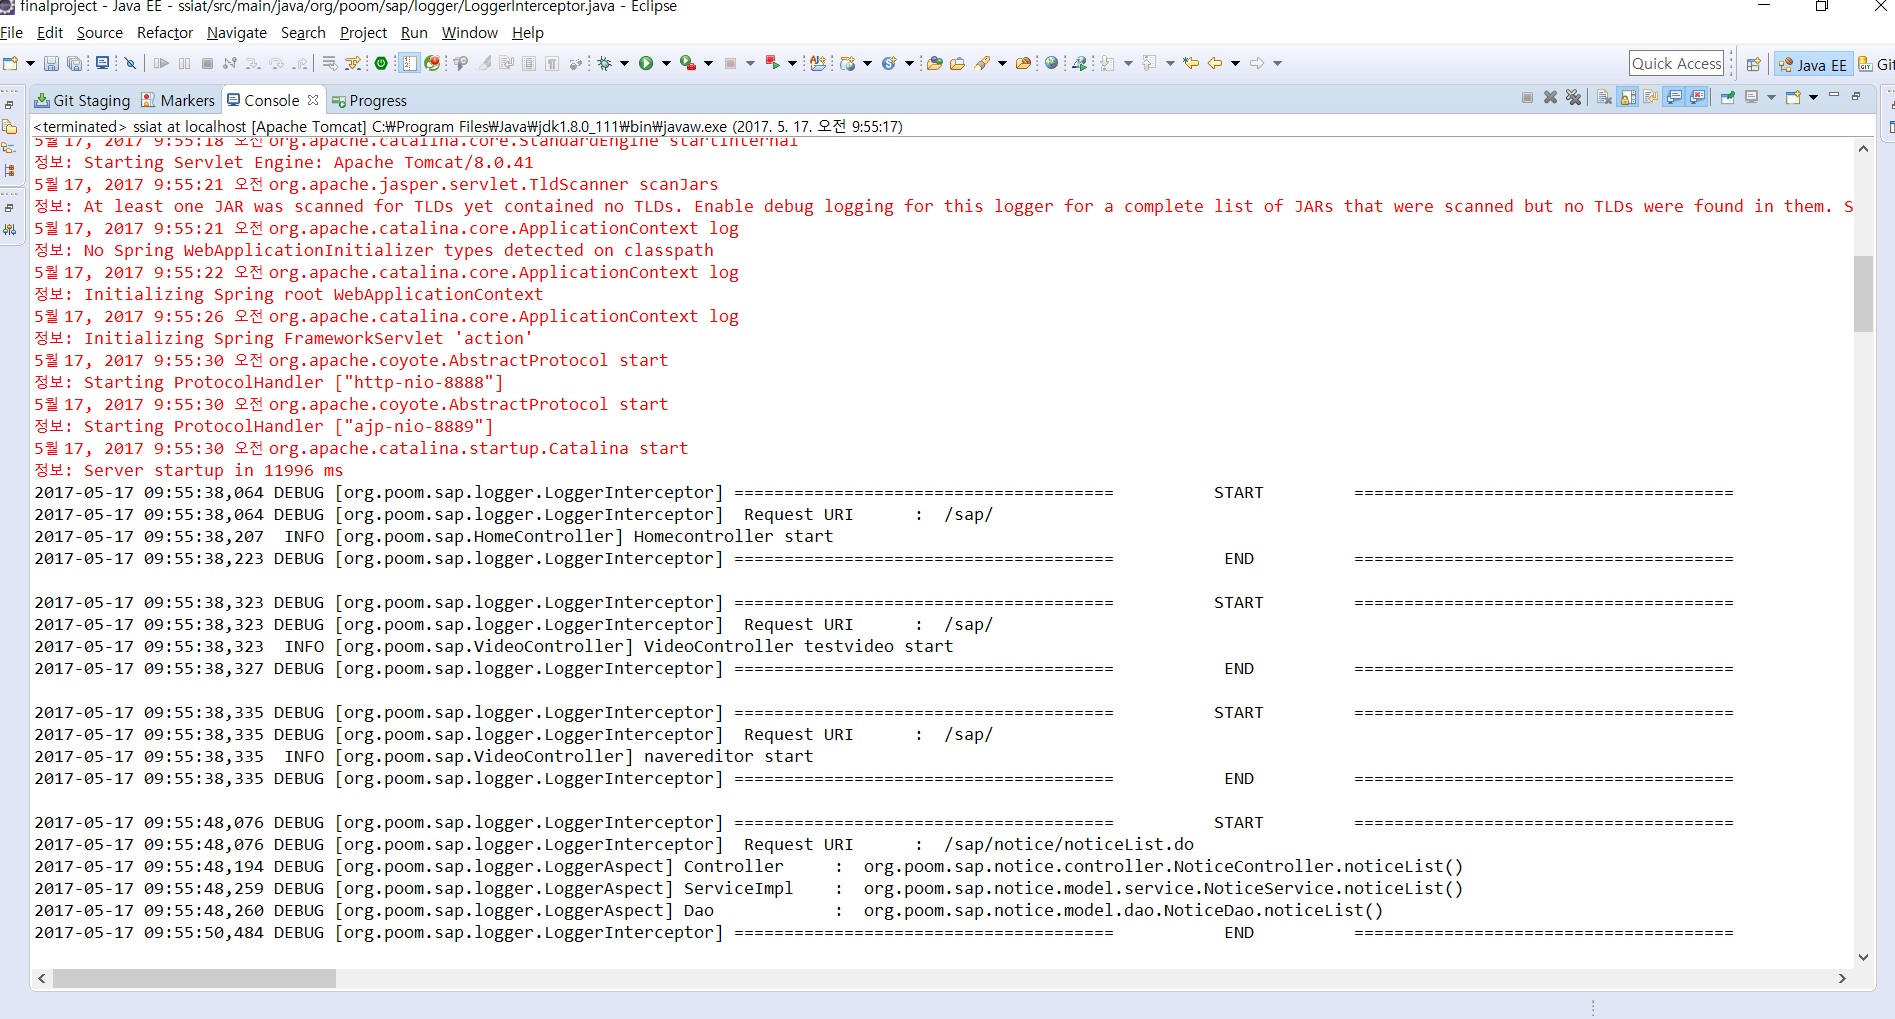 finalproject - Java EE - ssiat/src/main/java/org/poom/sap/logger/LoggerInterceptor.java - Eclipse
File Edit Source Refactor Navigate Search Project Run Window Help
Quick Access Java EE Git
Git Staging Markers Console Progress
<terminated> ssiat at localhost [Apache Tomcat] C:₩Program Files₩Java₩jdk1.8.0_111₩bin₩javaw.exe (2017. 5. 17. 오전 9:55:17)
5월 17, 2017 9:55:18 오전 org.apache.catalina.core.StandardEngine startInternal
정보: Starting Servlet Engine: Apache Tomcat/8.0.41
5월 17, 2017 9:55:21 오전 org.apache.jasper.servlet.TldScanner scanJars
정보: At least one JAR was scanned for TLDs yet contained no TLDs. Enable debug logging for this logger for a complete list of JARs that were scanned but no TLDs were found in them. S
5월 17, 2017 9:55:21 오전 org.apache.catalina.core.ApplicationContext log
정보: No Spring WebApplicationInitializer types detected on classpath
5월 17, 2017 9:55:22 오전 org.apache.catalina.core.ApplicationContext log
정보: Initializing Spring root WebApplicationContext
5월 17, 2017 9:55:26 오전 org.apache.catalina.core.ApplicationContext log
정보: Initializing Spring FrameworkServlet 'action'
5월 17, 2017 9:55:30 오전 org.apache.coyote.AbstractProtocol start
정보: Starting ProtocolHandler ["http-nio-8888"]
5월 17, 2017 9:55:30 오전 org.apache.coyote.AbstractProtocol start
정보: Starting ProtocolHandler ["ajp-nio-8889"]
5월 17, 2017 9:55:30 오전 org.apache.catalina.startup.Catalina start
정보: Server startup in 11996 ms
2017-05-17 09:55:38,064 DEBUG [org.poom.sap.logger.LoggerInterceptor] ====================================== START ======================================
2017-05-17 09:55:38,064 DEBUG [org.poom.sap.logger.LoggerInterceptor] Request URI : /sap/
2017-05-17 09:55:38,207 INFO [org.poom.sap.HomeController] Homecontroller start
2017-05-17 09:55:38,223 DEBUG [org.poom.sap.logger.LoggerInterceptor] ====================================== END ======================================
2017-05-17 09:55:38,323 DEBUG [org.poom.sap.logger.LoggerInterceptor] ====================================== START ======================================
2017-05-17 09:55:38,323 DEBUG [org.poom.sap.logger.LoggerInterceptor] Request URI : /sap/
2017-05-17 09:55:38,323 INFO [org.poom.sap.VideoController] VideoController testvideo start
2017-05-17 09:55:38,327 DEBUG [org.poom.sap.logger.LoggerInterceptor] ====================================== END ======================================
2017-05-17 09:55:38,335 DEBUG [org.poom.sap.logger.LoggerInterceptor] ====================================== START ======================================
2017-05-17 09:55:38,335 DEBUG [org.poom.sap.logger.LoggerInterceptor] Request URI : /sap/
2017-05-17 09:55:38,335 INFO [org.poom.sap.VideoController] navereditor start
2017-05-17 09:55:38,335 DEBUG [org.poom.sap.logger.LoggerInterceptor] ====================================== END ======================================
2017-05-17 09:55:48,076 DEBUG [org.poom.sap.logger.LoggerInterceptor] ====================================== START ======================================
2017-05-17 09:55:48,076 DEBUG [org.poom.sap.logger.LoggerInterceptor] Request URI : /sap/notice/noticeList.do
2017-05-17 09:55:48,194 DEBUG [org.poom.sap.logger.LoggerAspect] Controller : org.poom.sap.notice.controller.NoticeController.noticeList()
2017-05-17 09:55:48,259 DEBUG [org.poom.sap.logger.LoggerAspect] ServiceImpl : org.poom.sap.notice.model.service.NoticeService.noticeList()
2017-05-17 09:55:48,260 DEBUG [org.poom.sap.logger.LoggerAspect] Dao : org.poom.sap.notice.model.dao.NoticeDao.noticeList()
2017-05-17 09:55:50,484 DEBUG [org.poom.sap.logger.LoggerInterceptor] ====================================== END ======================================